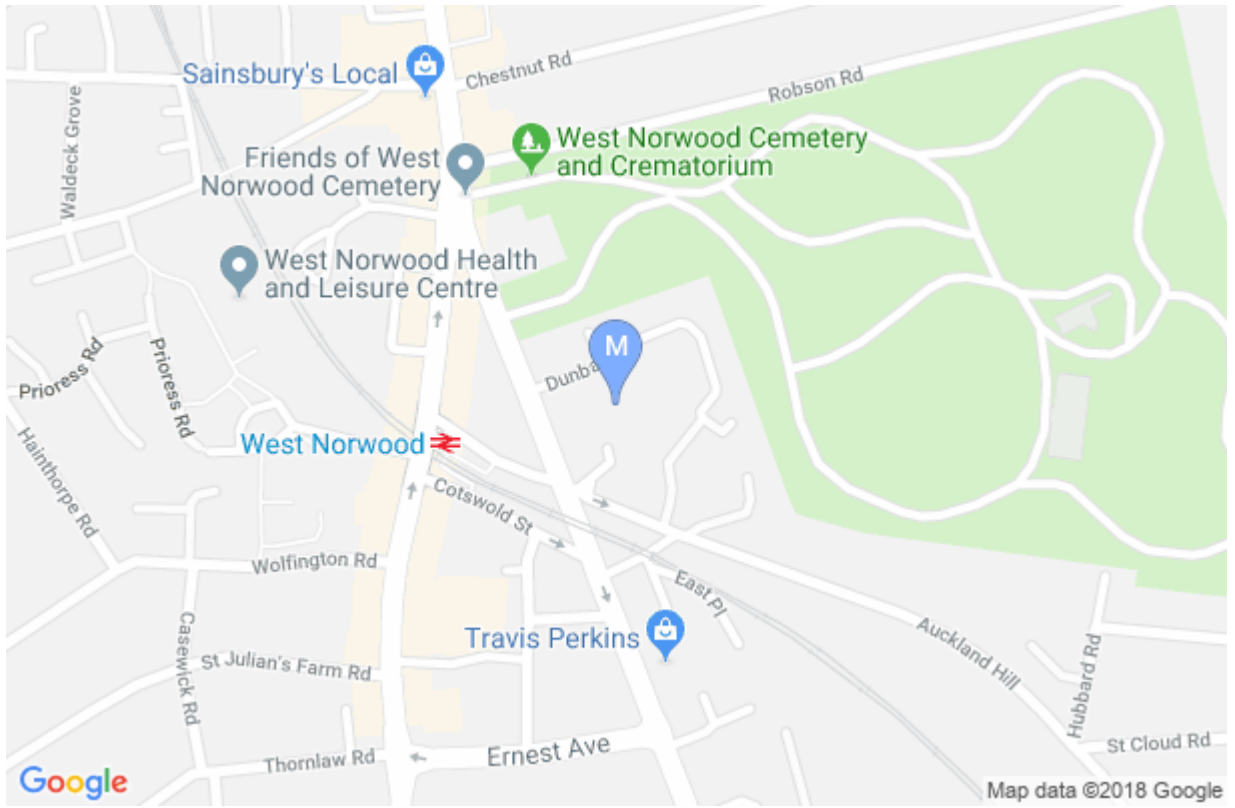 Sainsbury's Local
Chestnut Rd
Robson Rd
Waldeck Grove
Friends of West
Norwood Cemetery
West Norwood Cemetery
and Crematorium
West Norwood Health
and Leisure Centre
M
Prioress Rd
Prioress Rd
West Norwood
Hainthorpe Rd
Cotswold St
Wolfington Rd
East Pl
Casewick Rd
Travis Perkins
Auckland Hill
Hubbard Rd
St Julian's Farm Rd
Thornlaw Rd
Ernest Ave
St Cloud Rd
Google
Map data ©2018 Google